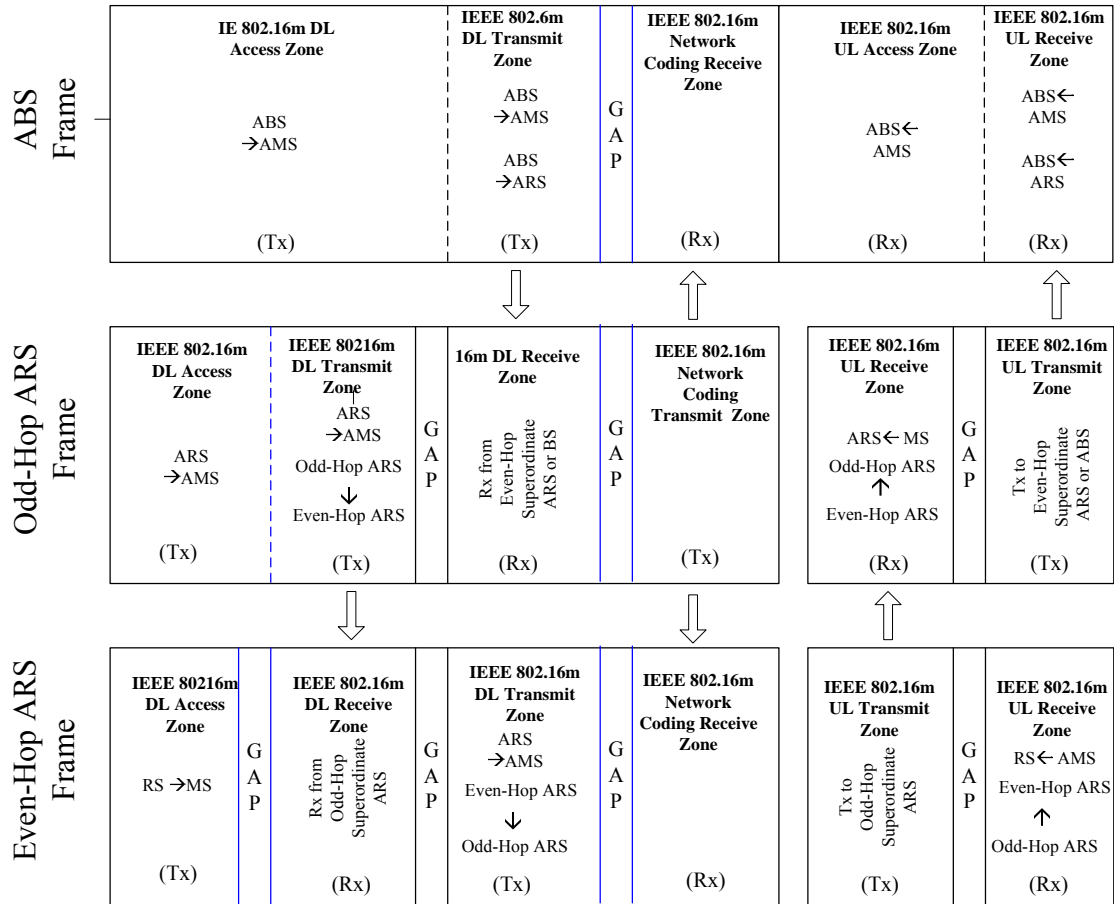 ABS
Frame
IE 802.16m DL
Access Zone
ABS
→AMS
(Tx)
IEEE 802.6m
DL Transmit
Zone
ABS
→AMS
ABS
→ARS
(Tx)
G
A
P
IEEE 802.16m
Network
Coding Receive
Zone
(Rx)
IEEE 802.16m
UL Access Zone
ABS←
AMS
(Rx)
IEEE 802.16m
UL Receive
Zone
ABS←
AMS
ABS←
ARS
(Rx)
Odd-Hop ARS
Frame
IEEE 802.16m
DL Access
Zone
ARS
→AMS
(Tx)
IEEE 80216m
DL Transmit
Zone
ARS
→AMS
Odd-Hop ARS
↓
Even-Hop ARS
(Tx)
G
A
P
16m DL Receive
Zone
Rx from
Even-Hop
Superordinate
ARS or BS
(Rx)
G
A
P
IEEE 802.16m
Network
Coding
Transmit Zone
(Tx)
IEEE 802.16m
UL Receive
Zone
ARS← MS
Odd-Hop ARS
↑
Even-Hop ARS
(Rx)
G
A
P
IEEE 802.16m
UL Transmit
Zone
Tx to
Even-Hop
Superordinate
ARS or ABS
(Tx)
Even-Hop ARS
Frame
IEEE 80216m
DL Access
Zone
RS →MS
(Tx)
G
A
P
IEEE 802.16m
DL Receive
Zone
Rx from
Odd-Hop
Superordinate
ARS
(Rx)
G
A
P
IEEE 802.16m
DL Transmit
Zone
ARS
→AMS
Even-Hop ARS
↓
Odd-Hop ARS
(Tx)
G
A
P
IEEE 802.16m
Network
Coding Receive
Zone
(Rx)
IEEE 802.16m
UL Transmit
Zone
Tx to
Odd-Hop
Superordinate
ARS
(Tx)
G
A
P
IEEE 802.16m
UL Receive
Zone
RS← AMS
Even-Hop ARS
↑
Odd-Hop ARS
(Rx)